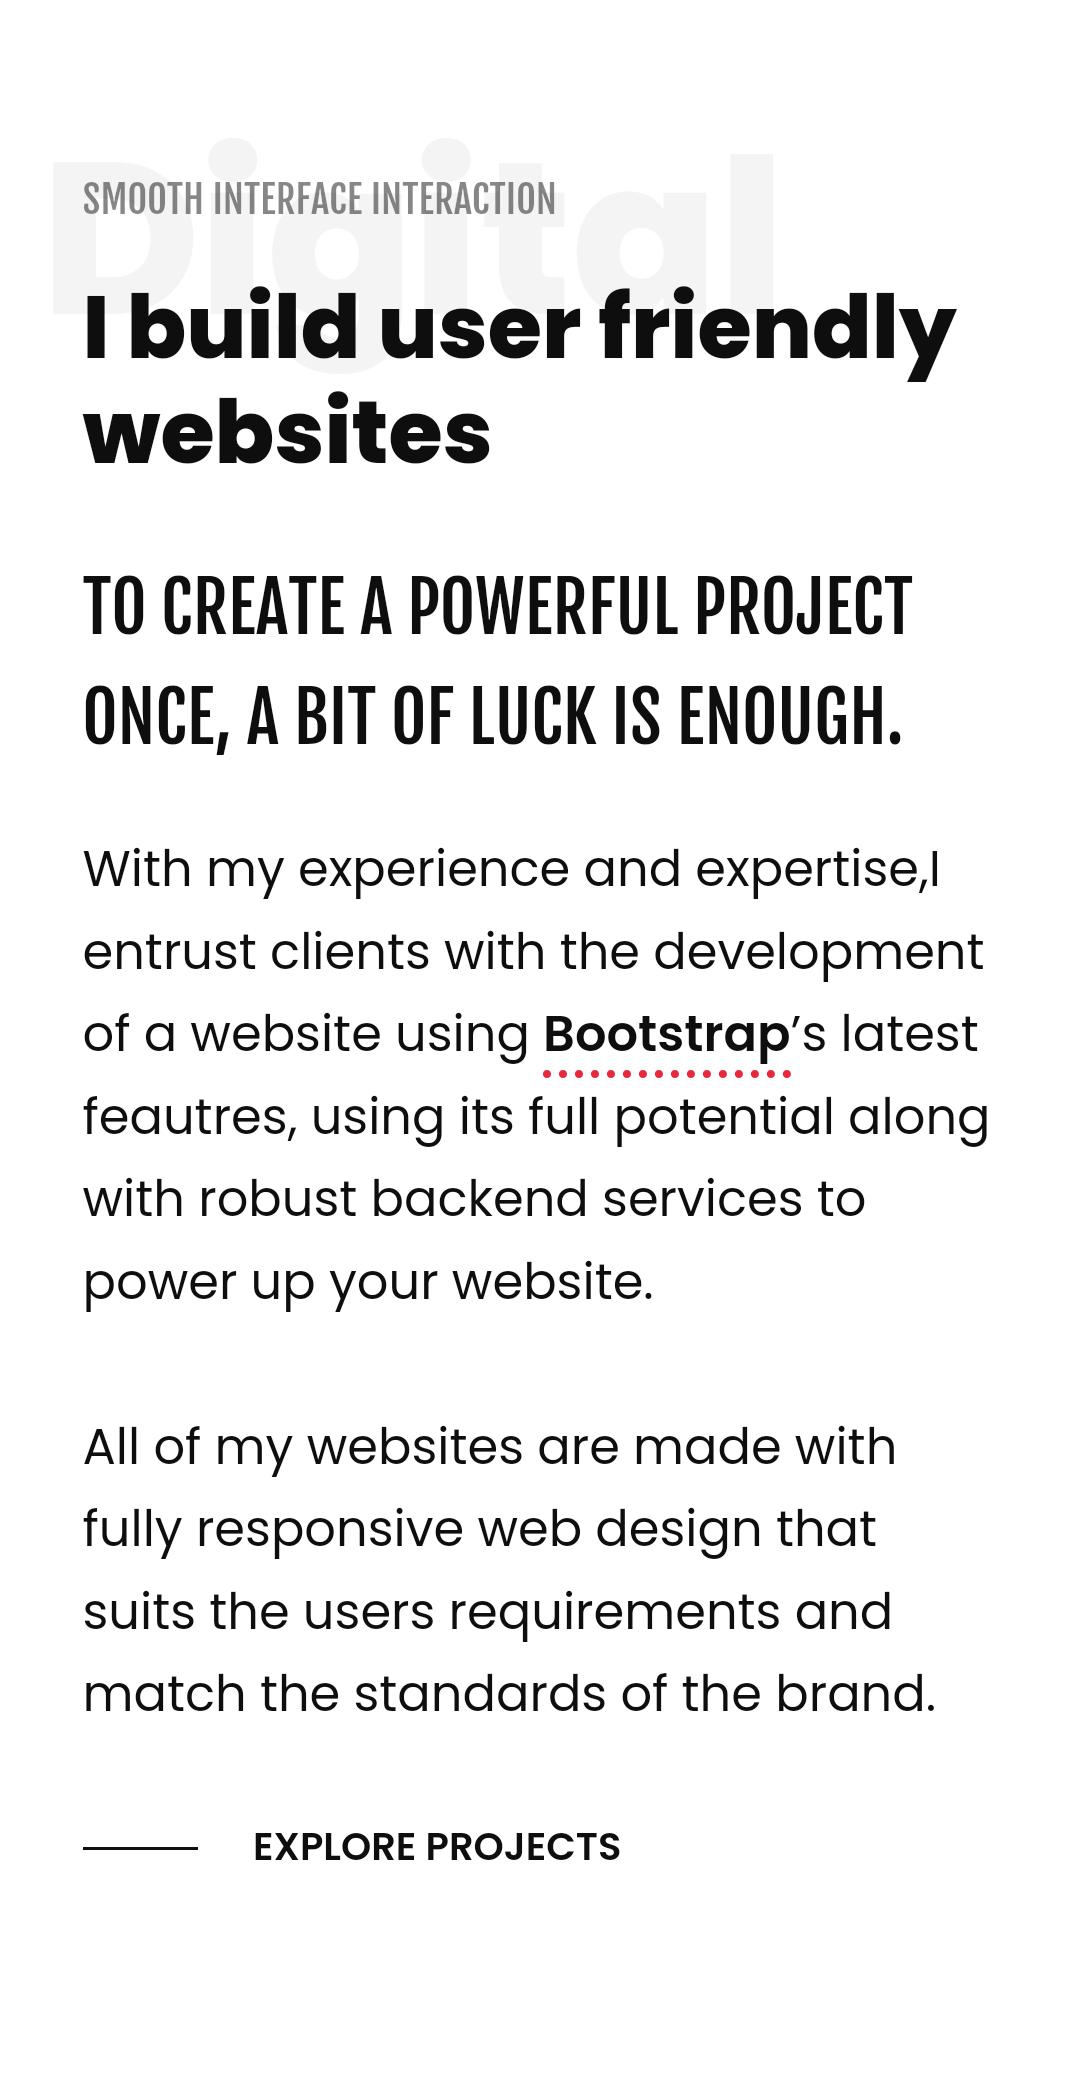 Digital
SMOOTH INTERFACE INTERACTION
I build user friendly
websites
TO CREATE A POWERFUL PROJECT
ONCE, A BIT OF LUCK IS ENOUGH.
With my experience and expertise,I
entrust clients with the development
of a website using Bootstrap’s latest
feautres, using its full potential along
with robust backend services to
power up your website.
All of my websites are made with
fully responsive web design that
suits the users requirements and
match the standards of the brand.
EXPLORE PROJECTS